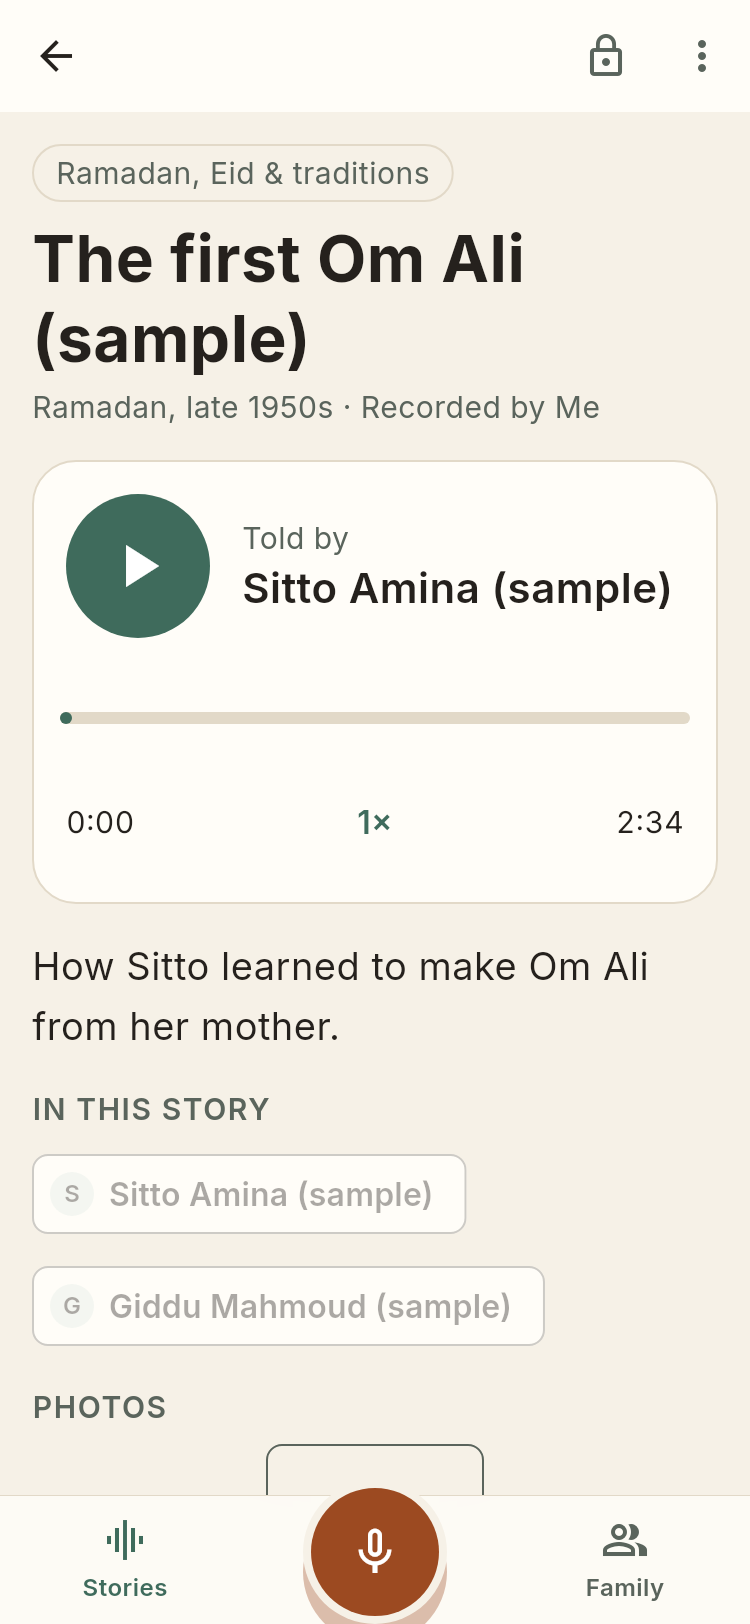 Ramadan, Eid & traditions
The first Om Ali
(sample)
Ramadan, late 1950s · Recorded by Me
Told by
Sitto Amina (sample)
0:00
1×
2:34
How Sitto learned to make Om Ali
from her mother.
IN THIS STORY
S
Sitto Amina (sample)
G
Giddu Mahmoud (sample)
PHOTOS
Stories
Family